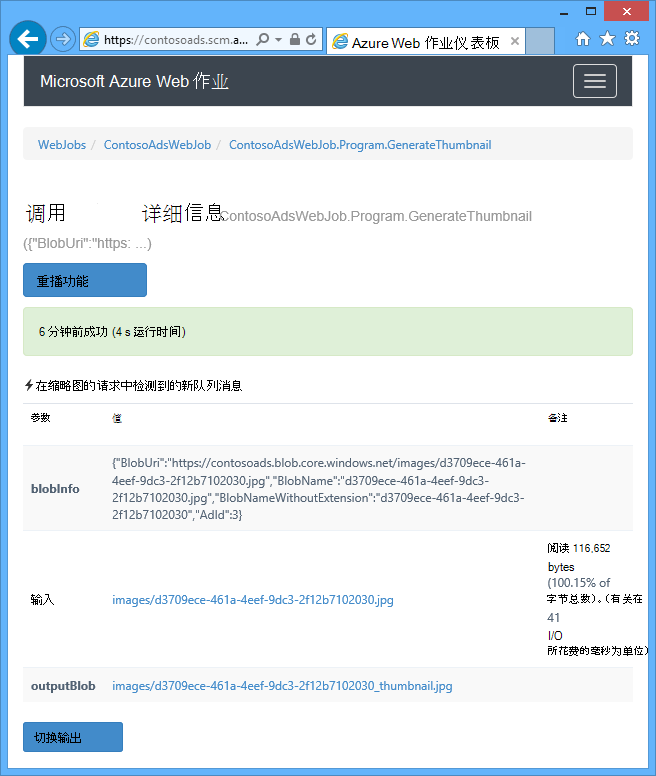 https://contosoads.scm.a...
Azure Web 作业仪表板
Microsoft Azure Web 作业
WebJobs / ContosoAdsWebJob / ContosoAdsWebJob.Program.GenerateThumbnail
调用 详细信息 ContosoAdsWebJob.Program.GenerateThumbnail
({"BlobUri":"https: ...)
重播功能
6 分钟前成功 (4 s 运行时间)
在缩略图的请求中检测到的新队列消息
参数 值 备注
blobInfo
{"BlobUri":"https://contosoads.blob.core.windows.net/images/d3709ece-461a-
4eef-9dc3-2f12b7102030.jpg","BlobName":"d3709ece-461a-4eef-9dc3-
2f12b7102030.jpg","BlobNameWithoutExtension":"d3709ece-461a-4eef-9dc3-
2f12b7102030","AdId":3}
输入
images/d3709ece-461a-4eef-9dc3-2f12b7102030.jpg
阅读 116,652
bytes
(100.15% of
字节总数)。(有关在
41
I/O
所花费的毫秒为单位)
outputBlob
images/d3709ece-461a-4eef-9dc3-2f12b7102030_thumbnail.jpg
切换输出